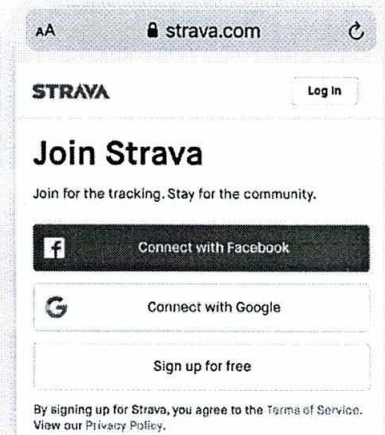 AA strava.com
STRAVA Log In
Join Strava
Join for the tracking. Stay for the community.
Connect with Facebook
Connect with Google
Sign up for free
By signing up for Strava, you agree to the Terms of Service.
View our Privacy Policy.